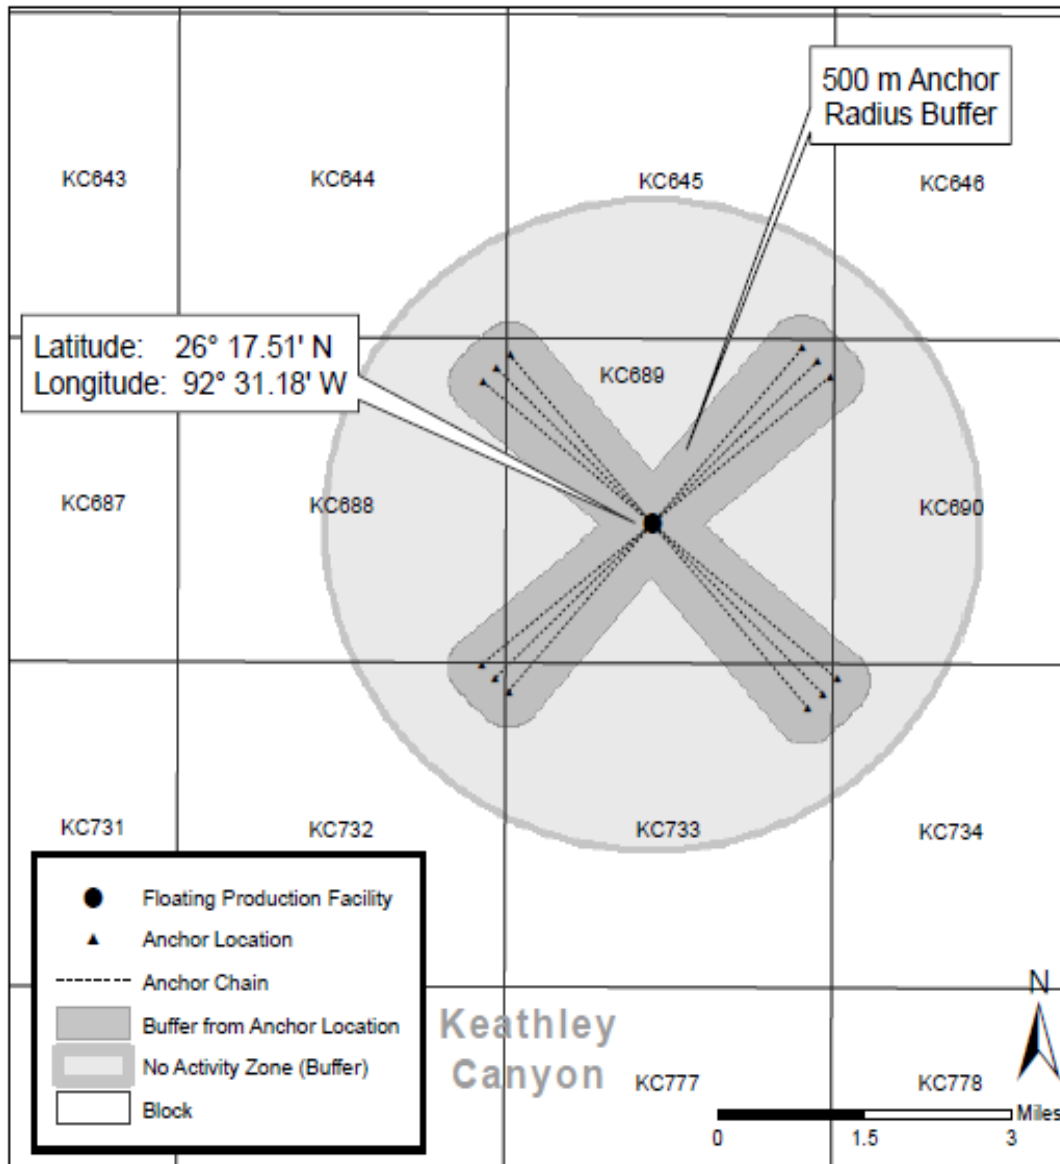 500 m Anchor
Radius Buffer
KC643
KC644
KC645
KC646
Latitude: 26° 17.51' N
Longitude: 92° 31.18' W
KC689
KC687
KC688
KC690
KC731
KC732
KC733
KC734
Floating Production Facility
Anchor Location
Anchor Chain
Buffer from Anchor Location
No Activity Zone (Buffer)
Block
Keathley
Canyon
KC777
KC778
N
Miles
0 1.5 3